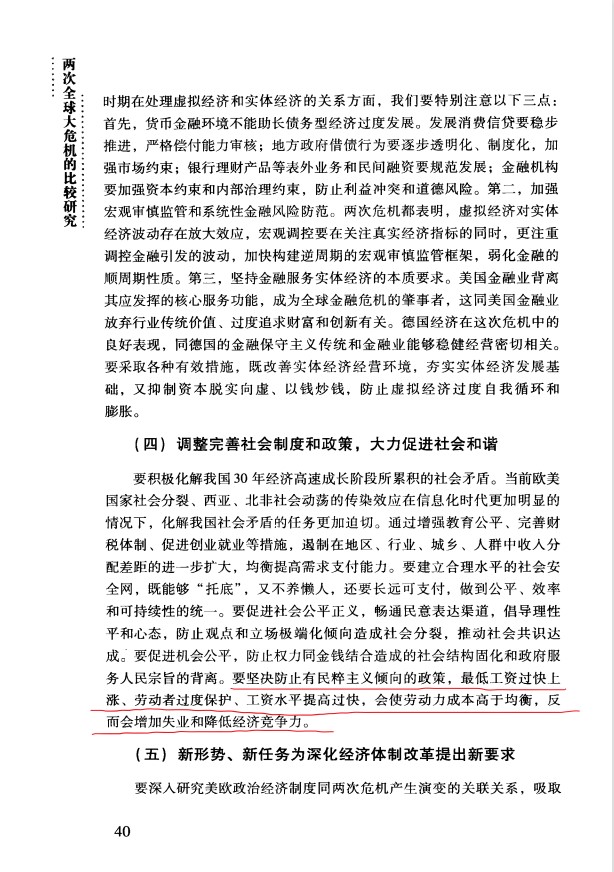 两次全球大危机的比较研究
时期在处理虚拟经济和实体经济的关系方面，我们要特别注意以下三点：
首先，货币金融环境不能助长债务型经济过度发展。发展消费信贷要稳步
推进，严格偿付能力审核；地方政府借债行为要逐步透明化、制度化，加
强市场约束；银行理财产品等表外业务和民间融资要规范发展；金融机构
要加强资本约束和内部治理约束，防止利益冲突和道德风险。第二，加强
宏观审慎监管和系统性金融风险防范。两次危机都表明，虚拟经济对实体
经济波动存在放大效应，宏观调控要在关注真实经济指标的同时，更注重
调控金融引发的波动，加快构建逆周期的宏观审慎监管框架，弱化金融的
顺周期性质。第三，坚持金融服务实体经济的本质要求。美国金融业背离
其应发挥的核心服务功能，成为全球金融危机的肇事者，这同美国金融业
放弃行业传统价值、过度追求财富和创新有关。德国经济在这次危机中的
良好表现，同德国的金融保守主义传统和金融业能够稳健经营密切相关。
要采取各种有效措施，既改善实体经济经营环境，夯实实体经济发展基
础，又抑制资本脱实向虚、以钱炒钱，防止虚拟经济过度自我循环和
膨胀。
（四）调整完善社会制度和政策，大力促进社会和谐
要积极化解我国30年经济高速成长阶段所累积的社会矛盾。当前欧美
国家社会分裂、西亚、北非社会动荡的传染效应在信息化时代更加明显的
情况下，化解我国社会矛盾的任务更加迫切。通过增强教育公平、完善财
税体制、促进创业就业等措施，遏制在地区、行业、城乡、人群中收入分
配差距的进一步扩大，均衡提高需求支付能力。要建立合理水平的社会安
全网，既能够“托底”，又不养懒人，还要长远可支付，做到公平、效率
和可持续性的统一。要促进社会公平正义，畅通民意表达渠道，倡导理性
平和心态，防止观点和立场极端化倾向造成社会分裂，推动社会共识达
成。要促进机会公平，防止权力同金钱结合造成的社会结构固化和政府服
务人民宗旨的背离。要坚决防止有民粹主义倾向的政策，最低工资过快上
涨、劳动者过度保护、工资水平提高过快，会使劳动力成本高于均衡，反
而会增加失业和降低经济竞争力。
（五）新形势、新任务为深化经济体制改革提出新要求
要深入研究美欧政治经济制度同两次危机产生演变的关联关系，吸取
40